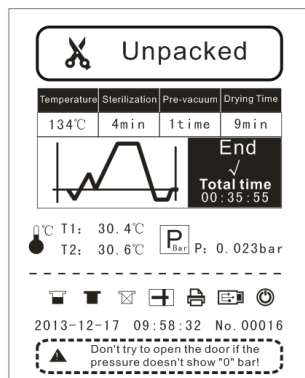 Unpacked
Temperature Sterilization Pre-vacuum Drying Time
134℃ 4min 1time 9min
End
√
Total time
00:35:55
℃ T1: 30.4℃
T2: 30.6℃
P Bar P: 0.023bar
2013-12-17 09:58:32 No.00016
Don't try to open the door if the
pressure doesn't show "0" bar!